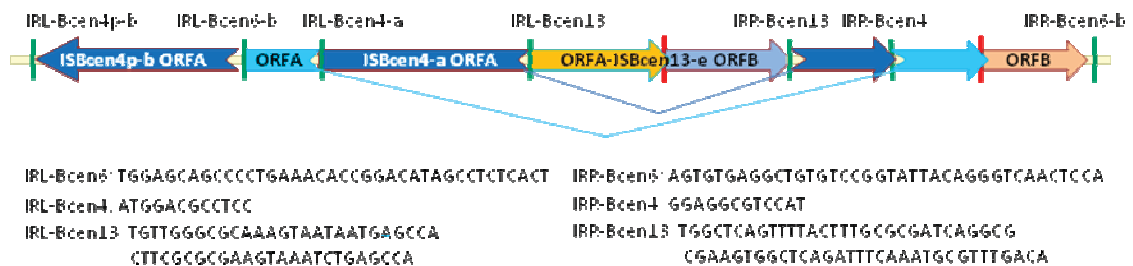 IRL-Bcen4p-b IRL-Bcen6-b IRL-Bcen4-a IRL-Bcen13 IRR-Bcen13 IRR-Bcen4 IRR-Bcen6-b
ISBcen4p-b ORFA ORFA ISBcen4-a ORFA ORFA-ISBcen13-e ORFB ORFB
IRL-Bcen6: TGGAGCAGCCCCTGAAACACCGGACATAGCCTCTCACT
IRR-Bcen6: AGTGTGAGGCTGTGTCCGGTATTACAGGGTCAACTCCA
IRL-Bcen4: ATGGACGCCTCC
IRR-Bcen4: GGAGGCGTCCAT
IRL-Bcen13: TGTTGGGCGCAAAGTAATAATGAGCCA
IRR-Bcen13: TGGCTCAGTTTTACTTTGCGCGATCAGGCG
CTTCGCGCGAAGTAAATCTGAGCCA
CGAAGTGGCTCAGATTTCAAATGCGTTTGACA